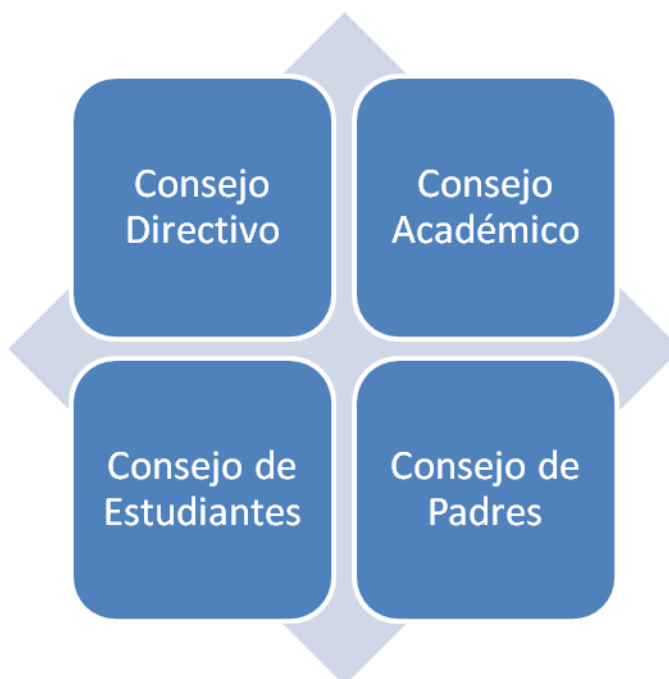 Consejo
Directivo
Consejo
Académico
Consejo de
Estudiantes
Consejo de
Padres